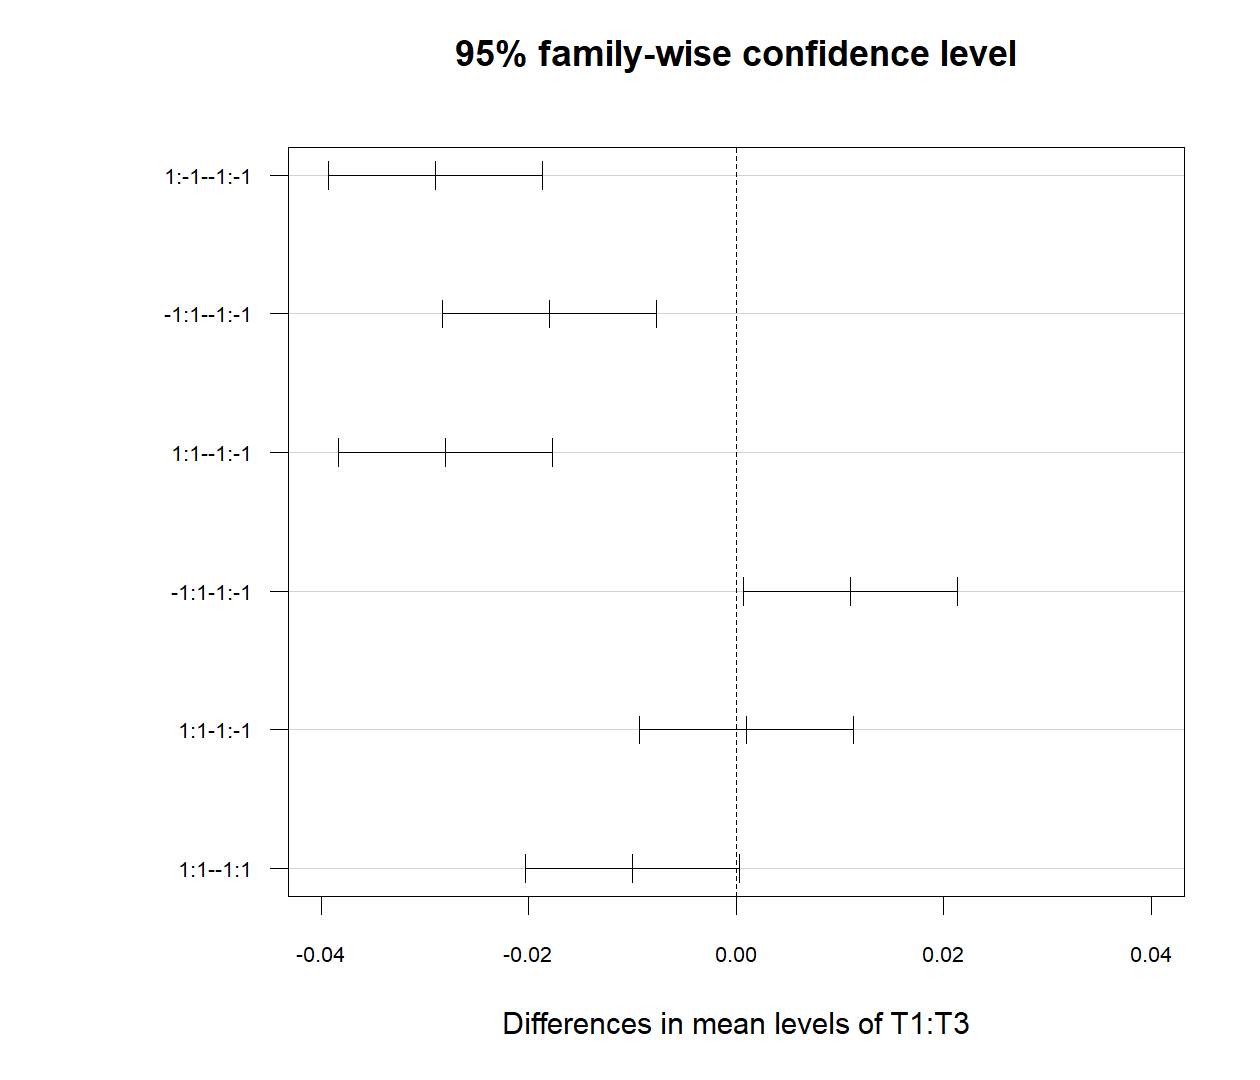 95% family-wise confidence level
1:-1--1:-1
-1:1--1:-1
1:1--1:-1
-1:1-1:-1
1:1-1:-1
1:1--1:1
-0.04 -0.02 0.00 0.02 0.04
Differences in mean levels of T1:T3